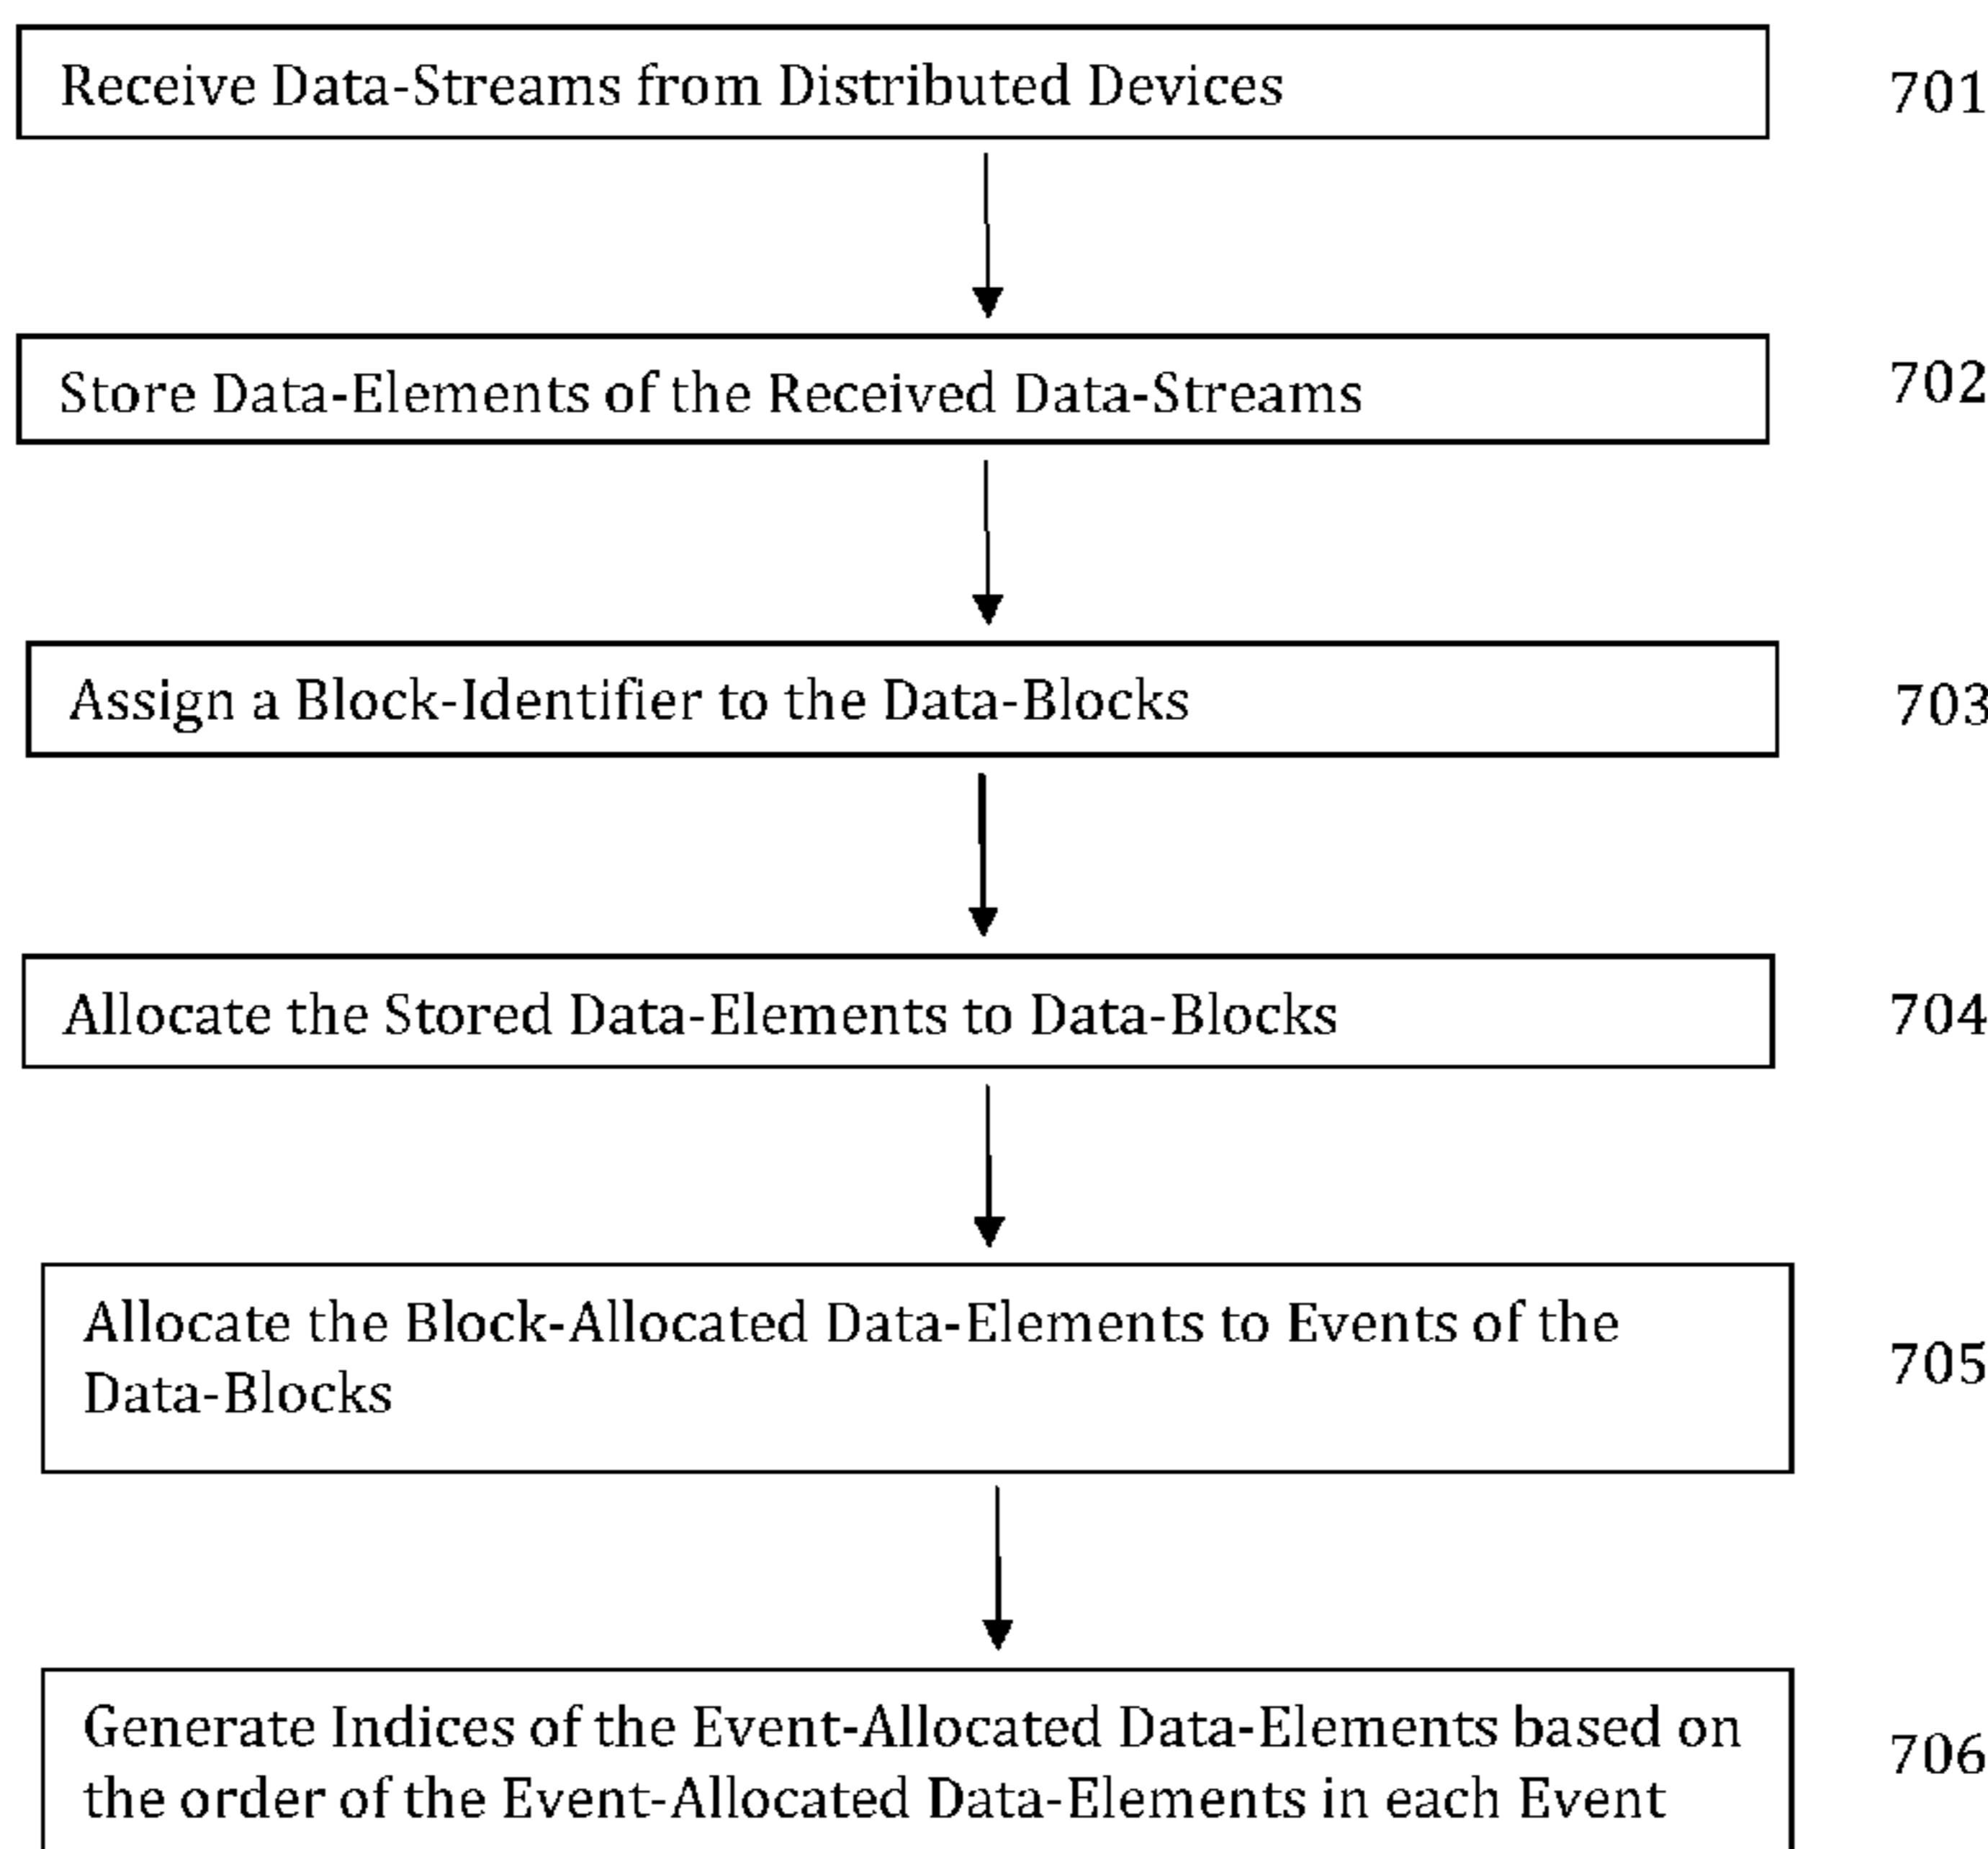 Receive Data-Streams from Distributed Devices
701
Store Data-Elements of the Received Data-Streams
702
Assign a Block-Identifier to the Data-Blocks
703
Allocate the Stored Data-Elements to Data-Blocks
704
Allocate the Block-Allocated Data-Elements to Events of the
Data-Blocks
705
Generate Indices of the Event-Allocated Data-Elements based on
the order of the Event-Allocated Data-Elements in each Event
706